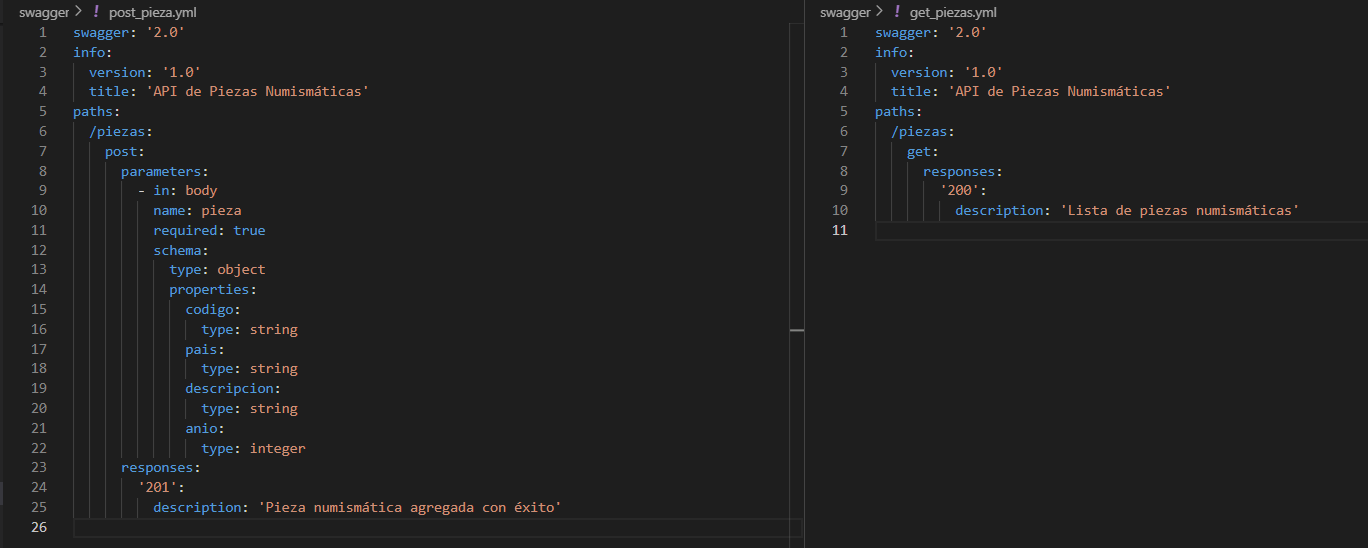 swagger > ! post_pieza.yml
1 swagger: '2.0'
2 info:
3   version: '1.0'
4   title: 'API de Piezas Numismáticas'
5 paths:
6   /piezas:
7     post:
8       parameters:
9         - in: body
10           name: pieza
11           required: true
12           schema:
13             type: object
14             properties:
15               codigo:
16                 type: string
17               pais:
18                 type: string
19               descripcion:
20                 type: string
21               anio:
22                 type: integer
23       responses:
24         '201':
25           description: 'Pieza numismática agregada con éxito'
26
swagger > ! get_piezas.yml
1 swagger: '2.0'
2 info:
3   version: '1.0'
4   title: 'API de Piezas Numismáticas'
5 paths:
6   /piezas:
7     get:
8       responses:
9         '200':
10           description: 'Lista de piezas numismáticas'
11